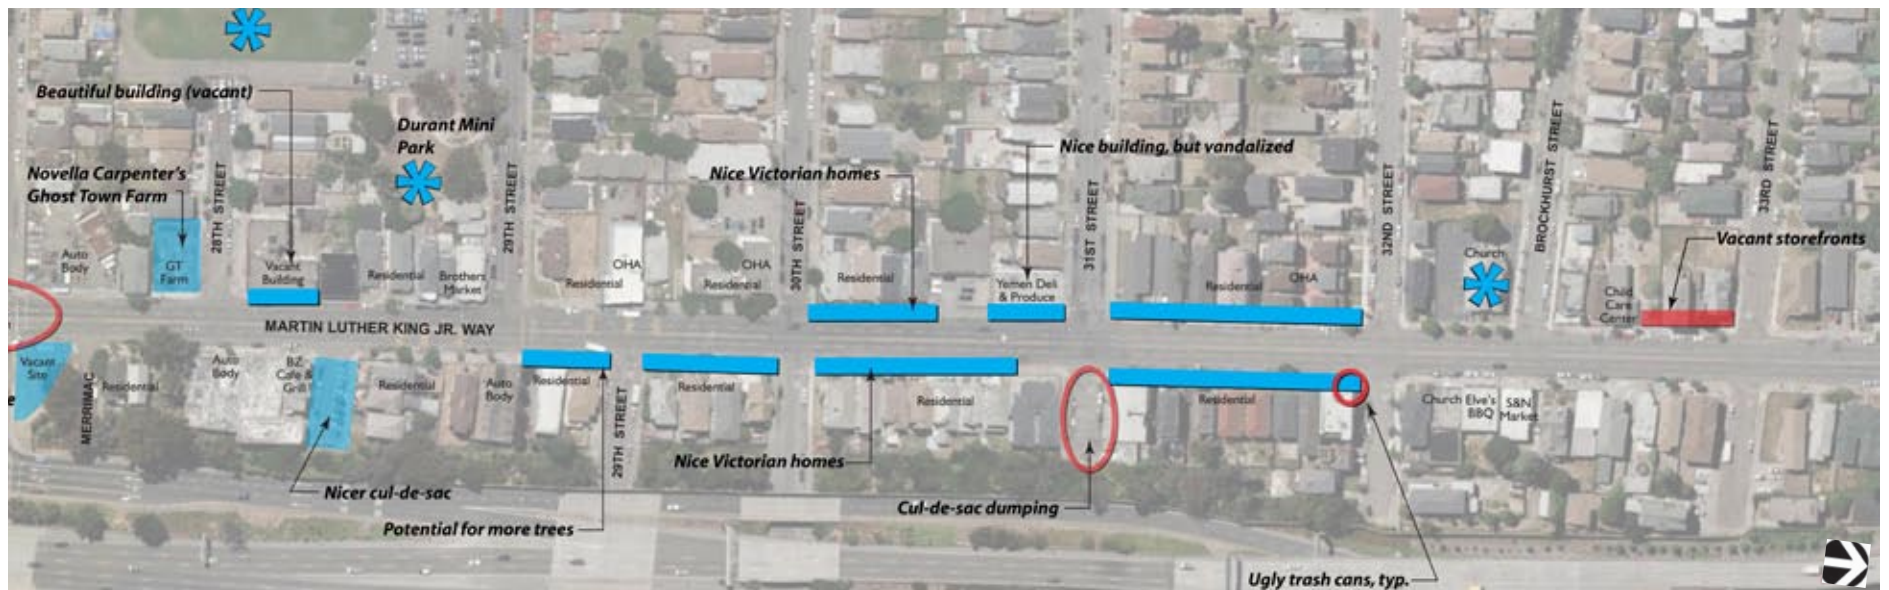 Beautiful building (vacant)
Durant Mini
Park
Novella Carpenter's
Ghost Town Farm
Nice Victorian homes
Nice building, but vandalized
Vacant storefronts
28TH STREET
29TH STREET
30TH STREET
31ST STREET
32ND STREET
BROCKHURST STREET
33RD STREET
Auto
Body
GT
Farm
Vacant
Building
Residential
Brothers
Market
Residential
OHA
Residential
OHA
Residential
Yemen Deli
& Produce
Residential
OHA
Church
Child
Care
Center
MARTIN LUTHER KING JR. WAY
Vacant
Site
MERRIMAC
Residential
Auto
Body
BZ
Cafe &
Grill
Residential
Auto
Body
Residential
29TH STREET
Residential
Residential
Residential
Church
Elve's
BBQ
S&N
Market
Nice Victorian homes
Nicer cul-de-sac
Potential for more trees
Cul-de-sac dumping
Ugly trash cans, typ.